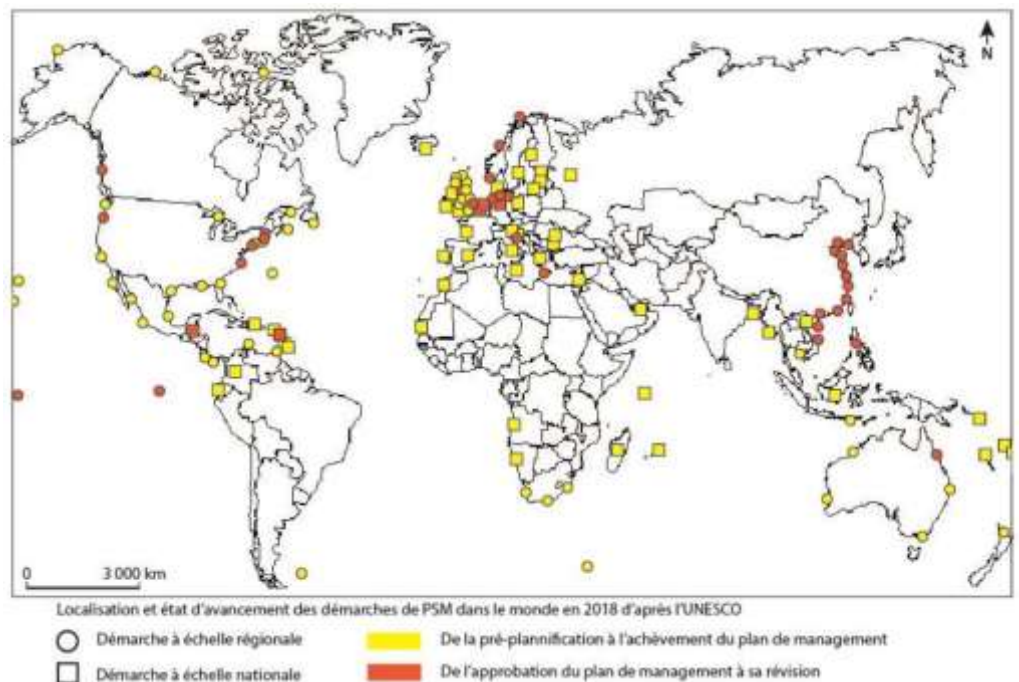 N
0 3 000 km
Localisation et état d'avancement des démarches de PSM dans le monde en 2018 d'après l'UNESCO
Démarche à échelle régionale De la pré-plannification à l'achèvement du plan de management
Démarche à échelle nationale De l'approbation du plan de management à sa révision